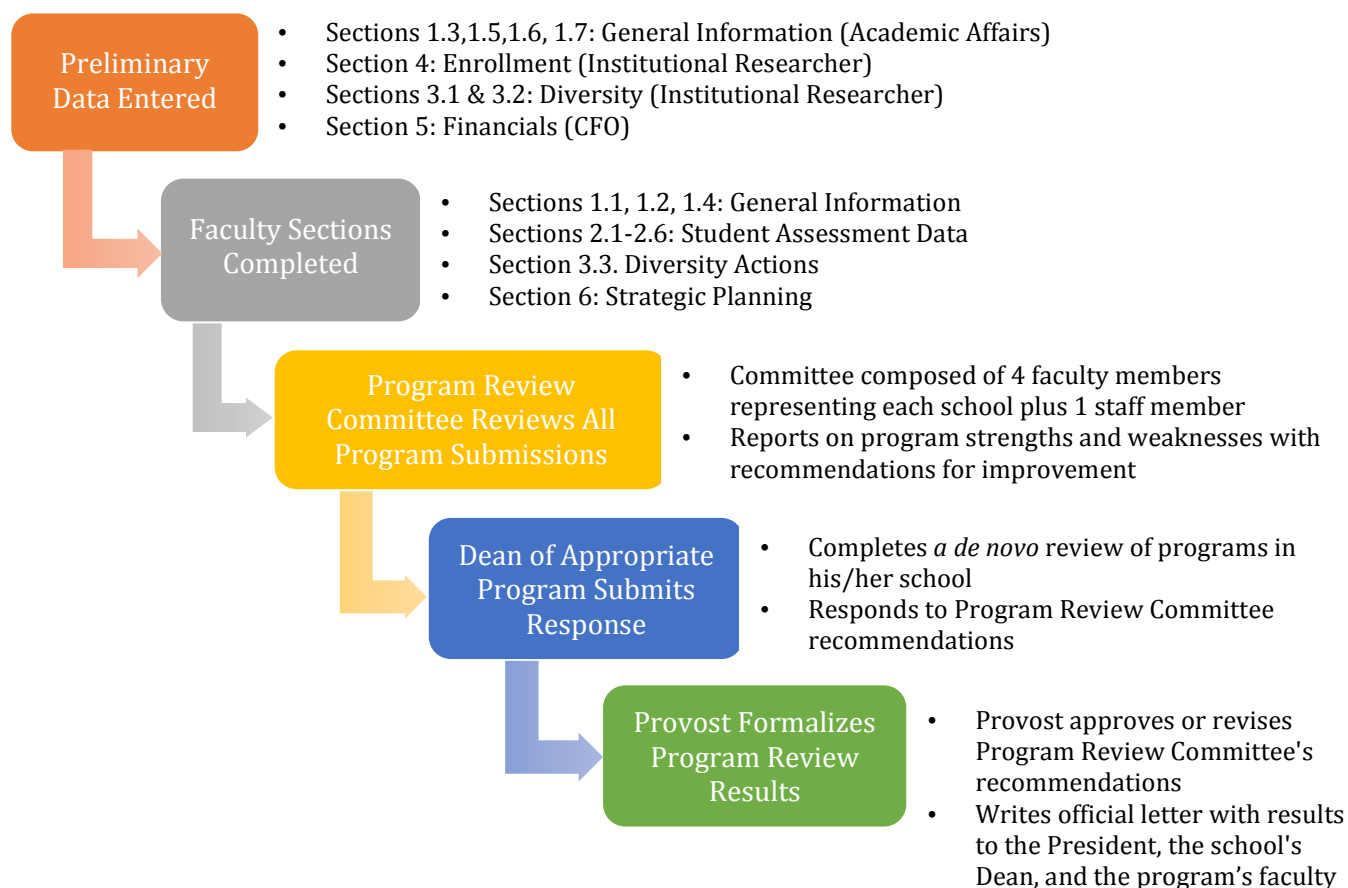 Preliminary
Data Entered
• Sections 1.3,1.5,1.6, 1.7: General Information (Academic Affairs)
• Section 4: Enrollment (Institutional Researcher)
• Sections 3.1 & 3.2: Diversity (Institutional Researcher)
• Section 5: Financials (CFO)
Faculty Sections
Completed
• Sections 1.1, 1.2, 1.4: General Information
• Sections 2.1-2.6: Student Assessment Data
• Section 3.3. Diversity Actions
• Section 6: Strategic Planning
Program Review
Committee Reviews All
Program Submissions
• Committee composed of 4 faculty members
representing each school plus 1 staff member
• Reports on program strengths and weaknesses with
recommendations for improvement
Dean of Appropriate
Program Submits
Response
• Completes a de novo review of programs in
his/her school
• Responds to Program Review Committee
recommendations
Provost Formalizes
Program Review
Results
• Provost approves or revises
Program Review Committee's
recommendations
• Writes official letter with results
to the President, the school's
Dean, and the program’s faculty